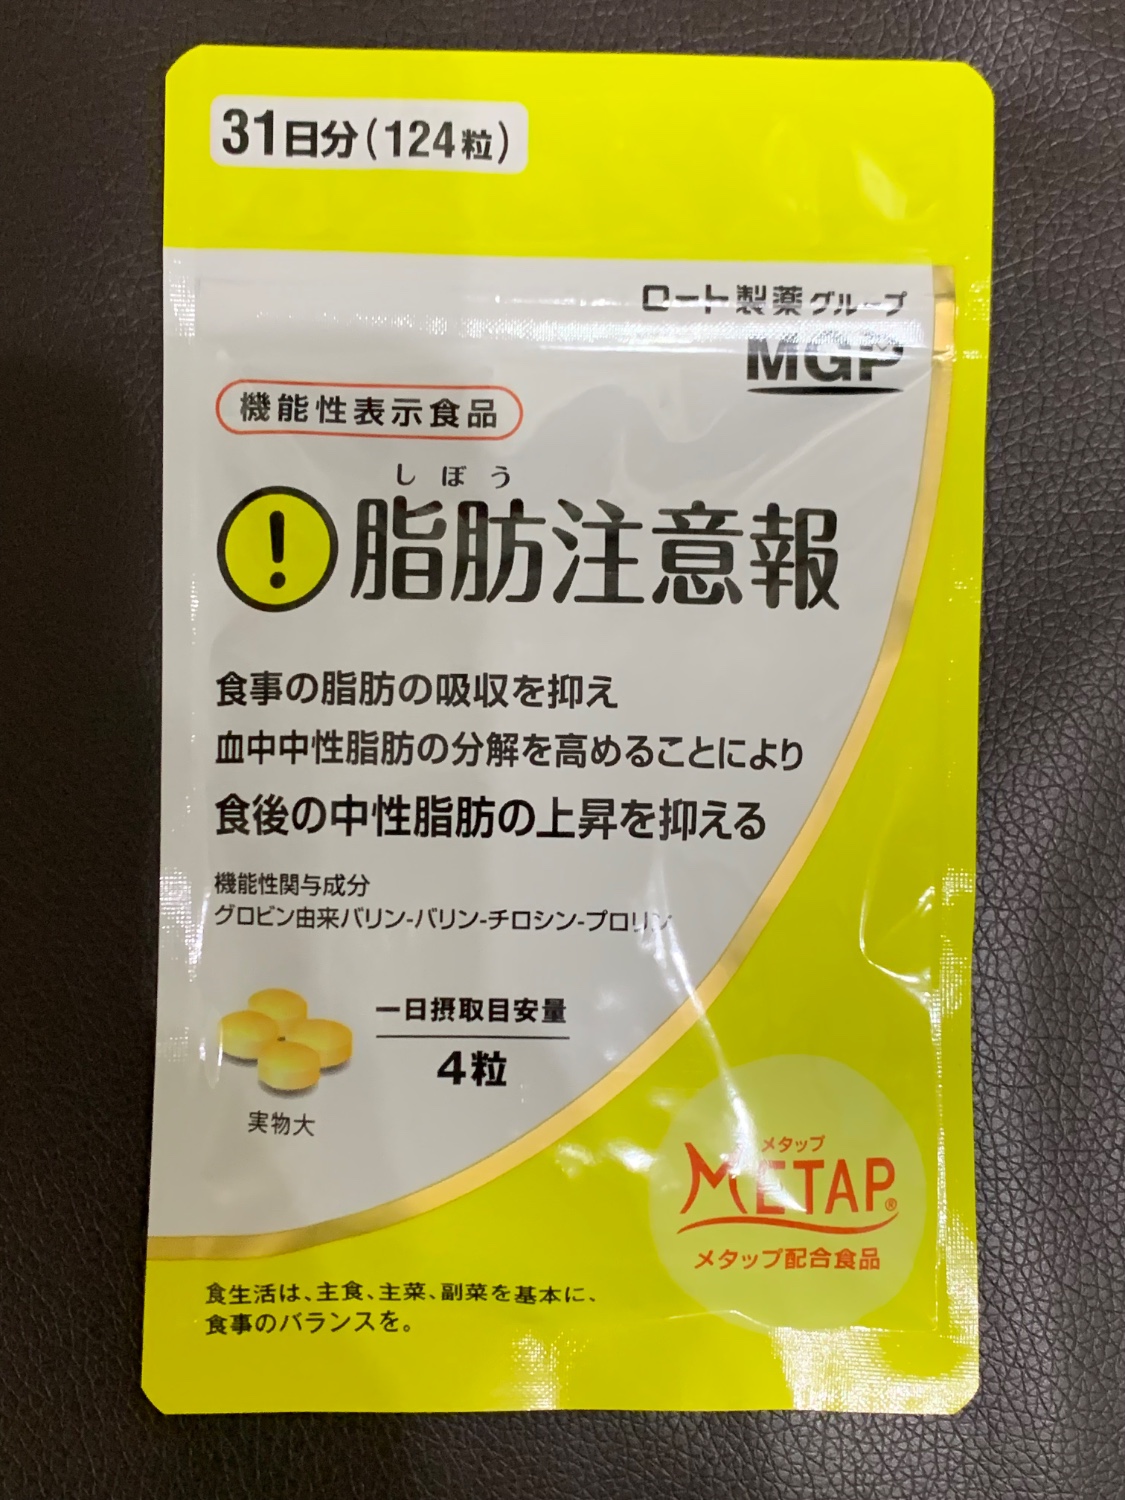 31日分(124粒)
ロート製薬グループ
MGP
機能性表示食品
しぼう
! 脂肪注意報
食事の脂肪の吸収を抑え
血中中性脂肪の分解を高めることにより
食後の中性脂肪の上昇を抑える
機能性関与成分
グロビン由来バリン-バリン-チロシン-プロリン
一日摂取目安量
4粒
実物大
メタップ
METAP®
メタップ配合食品
食生活は、主食、主菜、副菜を基本に、
食事のバランスを。